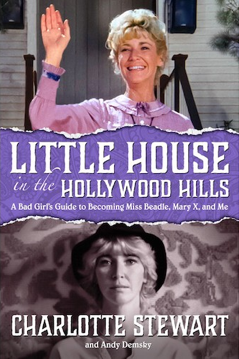 LITTLE HOUSE
in the HOLLYWOOD HILLS
A Bad Girl's Guide to Becoming Miss Beadle, Mary X, and Me
CHARLOTTE STEWART
and Andy Demsky